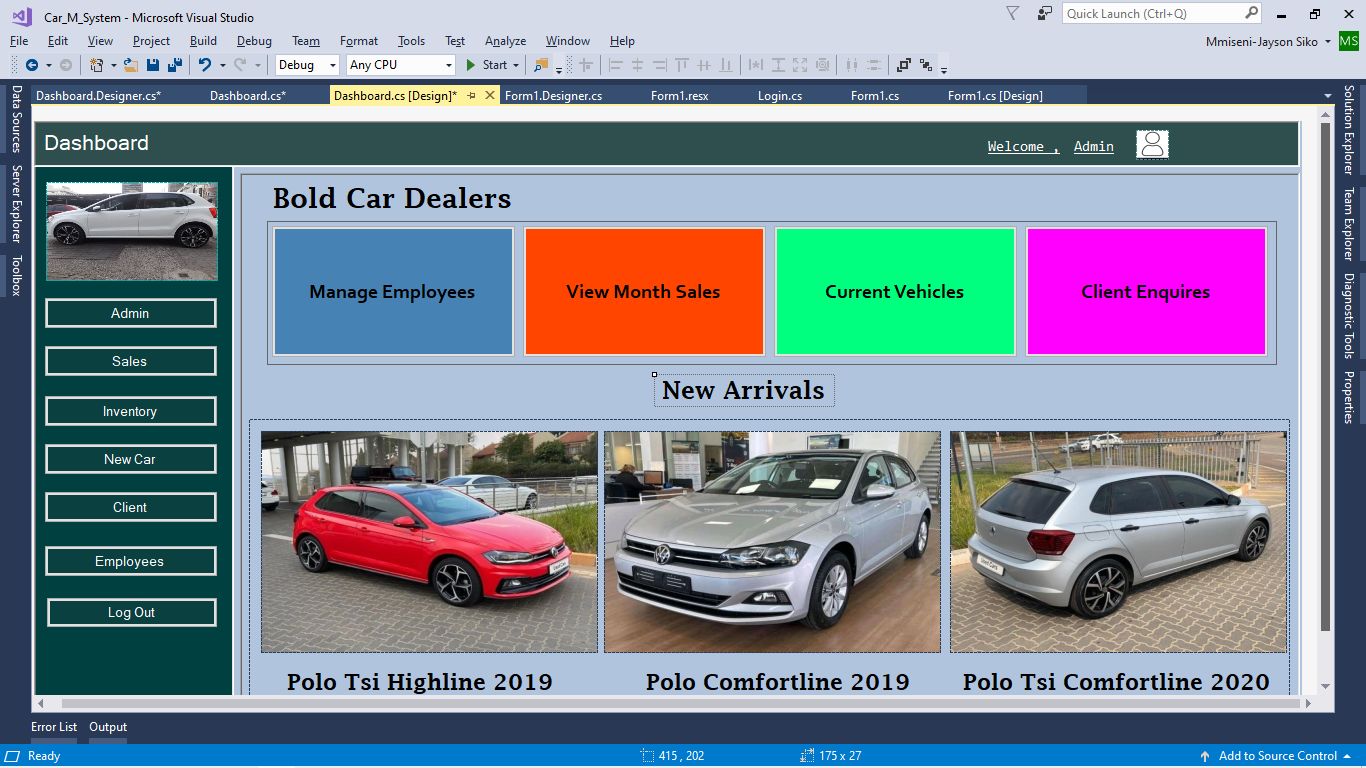 Car_M_System - Microsoft Visual Studio
Quick Launch (Ctrl+Q)
File Edit View Project Build Debug Team Format Tools Test Analyze Window Help
Mmiseni-Jayson Siko MS
Debug Any CPU Start
Dashboard.Designer.cs* Dashboard.cs* Dashboard.cs [Design]* Form1.Designer.cs Form1.resx Login.cs Form1.cs Form1.cs [Design]
Data Sources
Server Explorer
Toolbox
Dashboard
Welcome , Admin
Bold Car Dealers
Manage Employees
View Month Sales
Current Vehicles
Client Enquires
Admin
Sales
Inventory
New Car
Client
Employees
Log Out
New Arrivals
Polo Tsi Highline 2019
Polo Comfortline 2019
Polo Tsi Comfortline 2020
Solution Explorer
Team Explorer
Diagnostic Tools
Properties
Error List Output
Ready
415 , 202
175 x 27
Add to Source Control